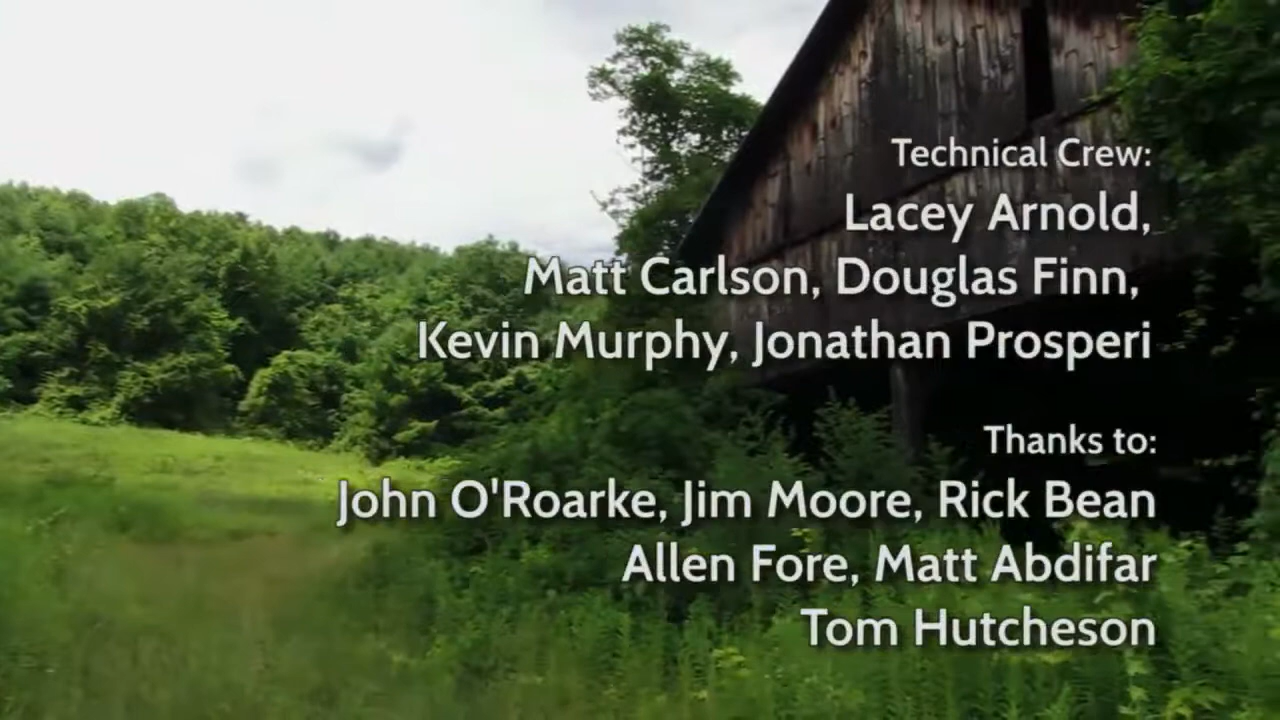 Technical Crew:
Lacey Arnold,
Matt Carlson, Douglas Finn,
Kevin Murphy, Jonathan Prosperi
Thanks to:
John O'Roarke, Jim Moore, Rick Bean
Allen Fore, Matt Abdifar
Tom Hutcheson